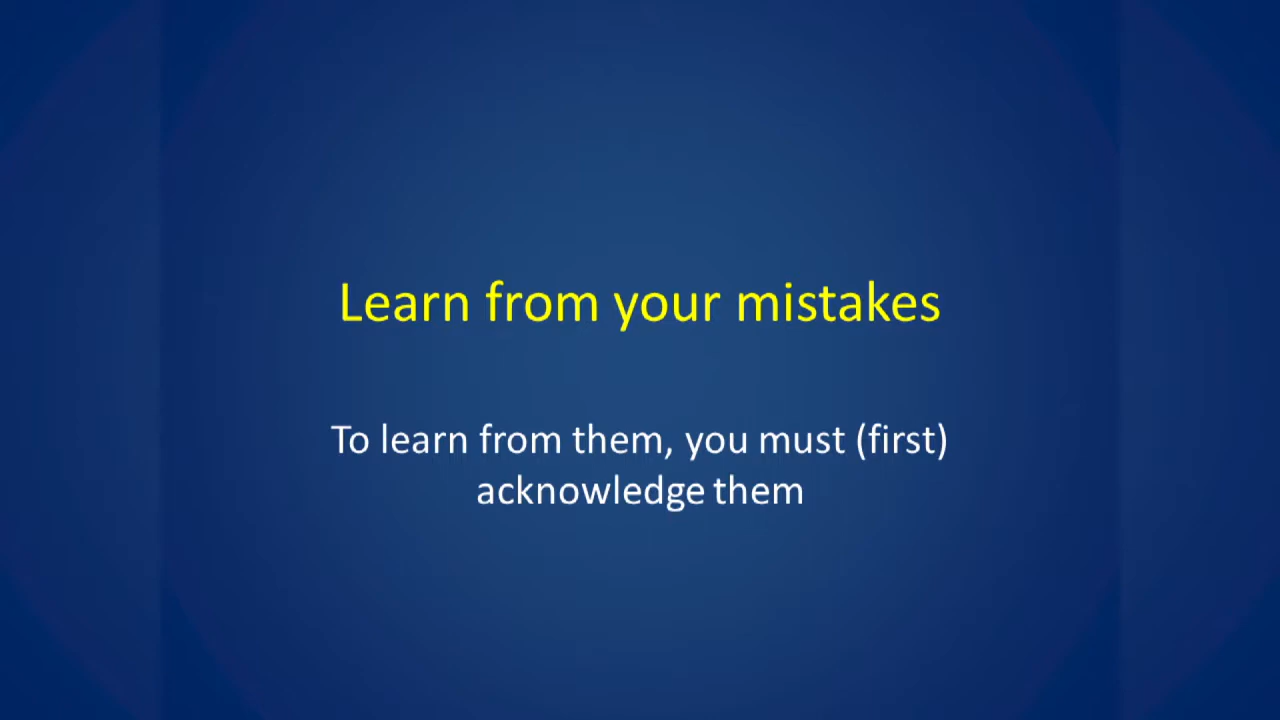 Learn from your mistakes
To learn from them, you must (first)
acknowledge them